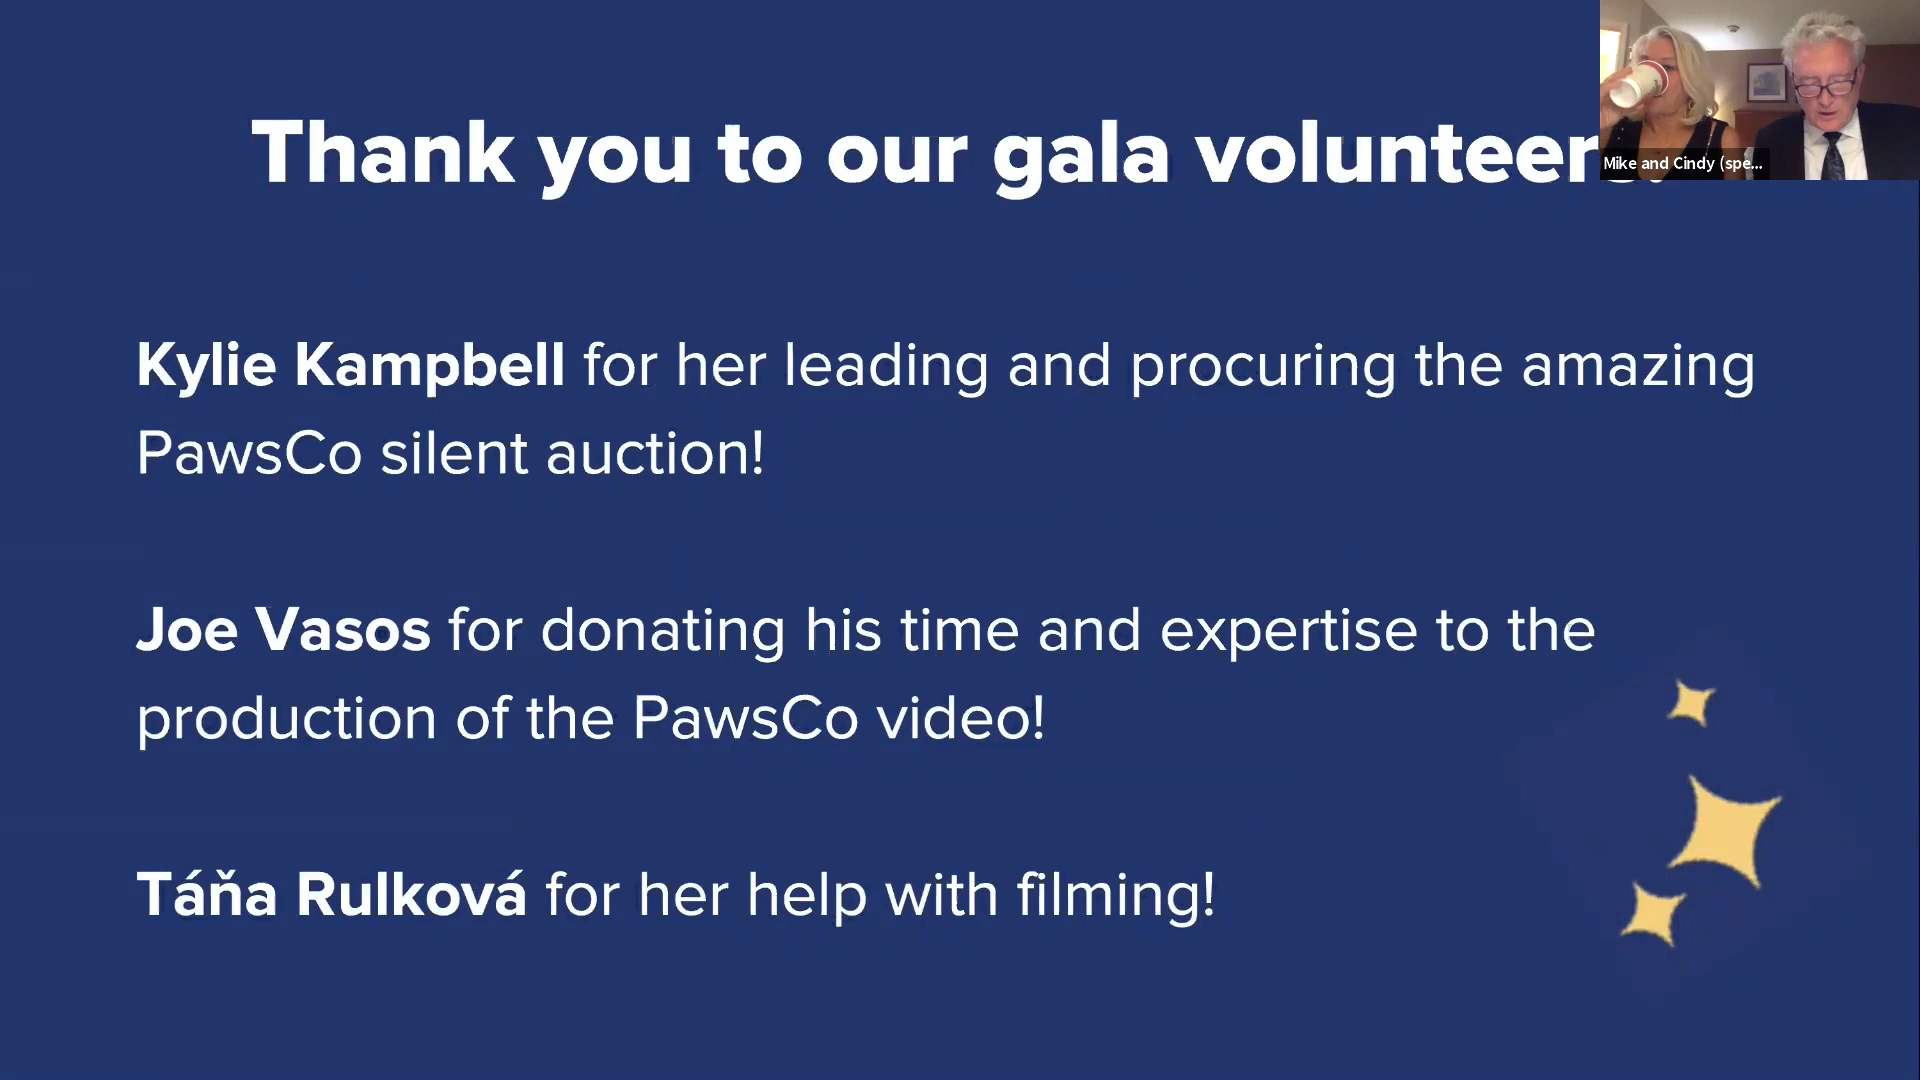 Thank you to our gala volunteers!
Mike and Cindy (spe...
Kylie Kampbell for her leading and procuring the amazing
PawsCo silent auction!
Joe Vasos for donating his time and expertise to the
production of the PawsCo video!
Táňa Rulková for her help with filming!